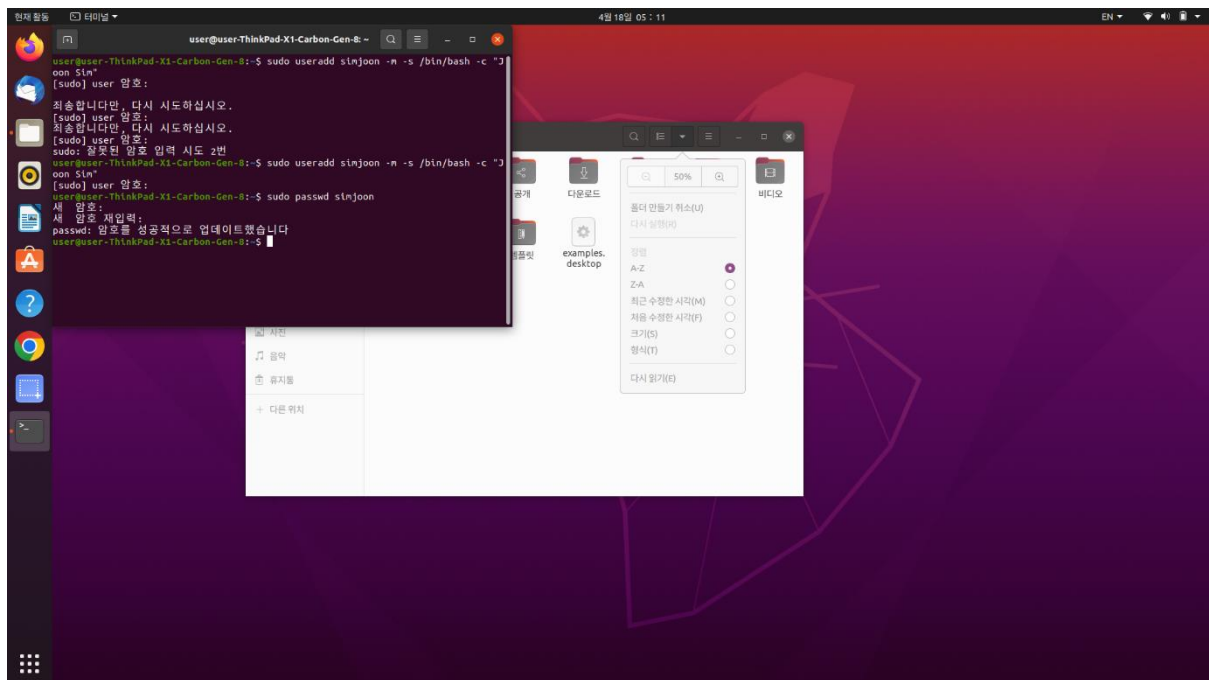 현재 활동
터미널
4월 18일 05 : 11
EN
user@user-ThinkPad-X1-Carbon-Gen-8: ~
user@user-ThinkPad-X1-Carbon-Gen-8:~$ sudo useradd simjoon -m -s /bin/bash -c "J
oon Sim"
[sudo] user 암호:
죄송합니다만, 다시 시도하십시오.
[sudo] user 암호:
죄송합니다만, 다시 시도하십시오.
[sudo] user 암호:
sudo: 잘못된 암호 입력 시도 2번
user@user-ThinkPad-X1-Carbon-Gen-8:~$ sudo useradd simjoon -m -s /bin/bash -c "J
oon Sim"
[sudo] user 암호:
user@user-ThinkPad-X1-Carbon-Gen-8:~$ sudo passwd simjoon
새 암호:
새 암호 재입력:
passwd: 암호를 성공적으로 업데이트했습니다
user@user-ThinkPad-X1-Carbon-Gen-8:~$
공개
다운로드
비디오
템플릿
examples.
desktop
50%
폴더 만들기 취소(U)
다시 실행(R)
정렬
A-Z
Z-A
최근 수정한 시각(M)
처음 수정한 시각(F)
크기(S)
형식(T)
다시 읽기(E)
사진
음악
휴지통
+ 다른 위치